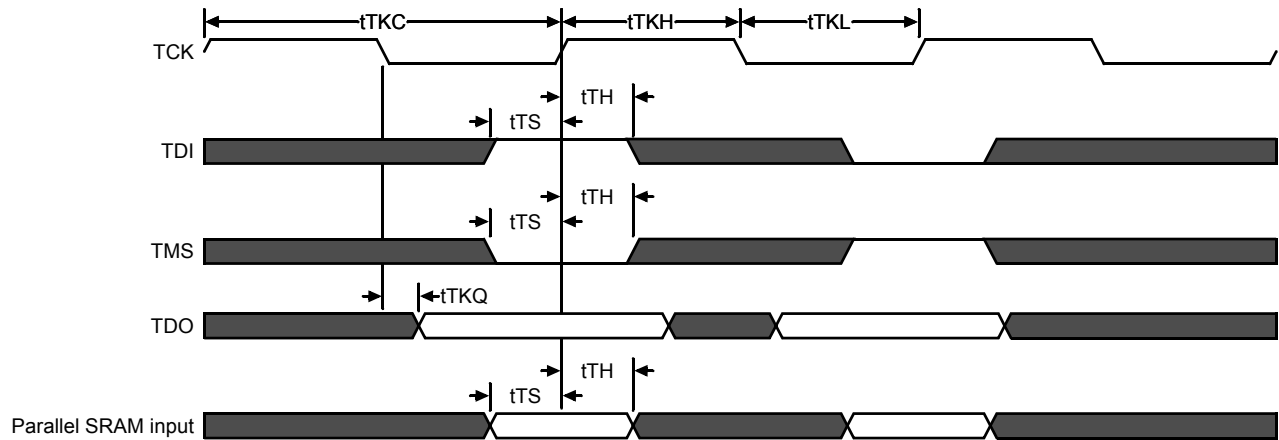 tTKC tTKH tTKL
TCK
tTH
tTS
TDI
tTH
tTS
TMS
tTKQ
TDO
tTH
tTS
Parallel SRAM input